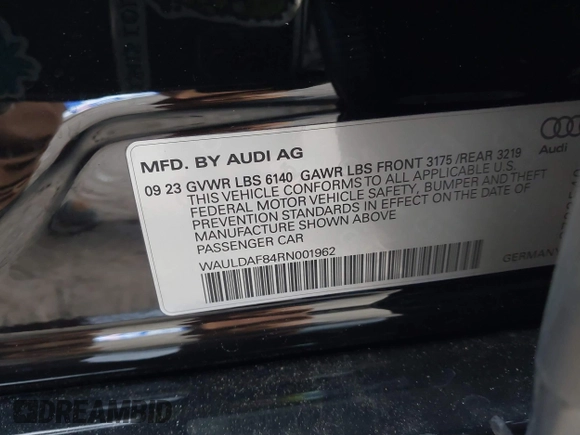 MFD. BY AUDI AG
09 23 GVWR LBS 6140 GAWR LBS FRONT 3175 /REAR 3219
THIS VEHICLE CONFORMS TO ALL APPLICABLE U.S.
FEDERAL MOTOR VEHICLE SAFETY, BUMPER AND THEFT
PREVENTION STANDARDS IN EFFECT ON THE DATE OF
MANUFACTURE SHOWN ABOVE
PASSENGER CAR
WAULDAF84RN001962
Audi
GERMANY
DREAMBID